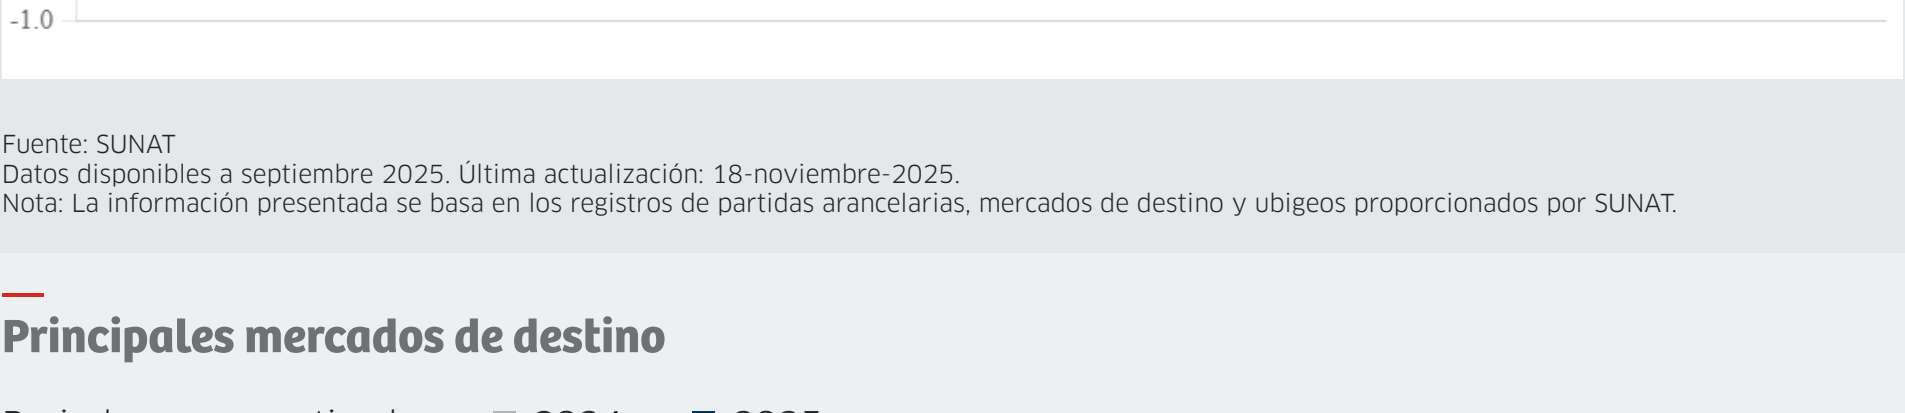 -1.0
Fuente: SUNAT
Datos disponibles a septiembre 2025. Última actualización: 18-noviembre-2025.
Nota: La información presentada se basa en los registros de partidas arancelarias, mercados de destino y ubigeos proporcionados por SUNAT.
Principales mercados de destino